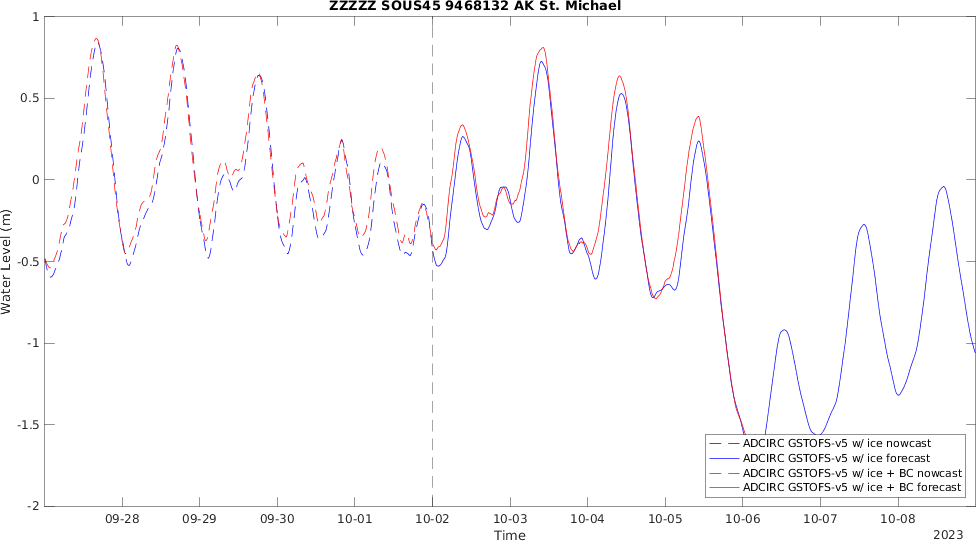 ZZZZZ SOUS45 9468132 AK St. Michael
1
0.5
0
-0.5
-1
-1.5
-2
Water Level (m)
09-28 09-29 09-30 10-01 10-02 10-03 10-04 10-05 10-06 10-07 10-08
Time
2023
ADCIRC GSTOFS-v5 w/ ice nowcast
ADCIRC GSTOFS-v5 w/ ice forecast
ADCIRC GSTOFS-v5 w/ ice + BC nowcast
ADCIRC GSTOFS-v5 w/ ice + BC forecast